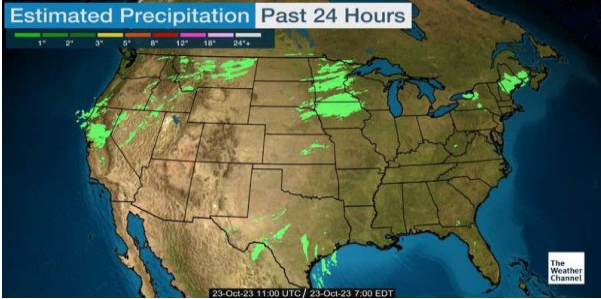 Estimated Precipitation Past 24 Hours
1" 2" 3" 5" 8" 12" 18" 24"+
The
Weather
Channel
23-Oct-23 11:00 UTC / 23-Oct-23 7:00 EDT